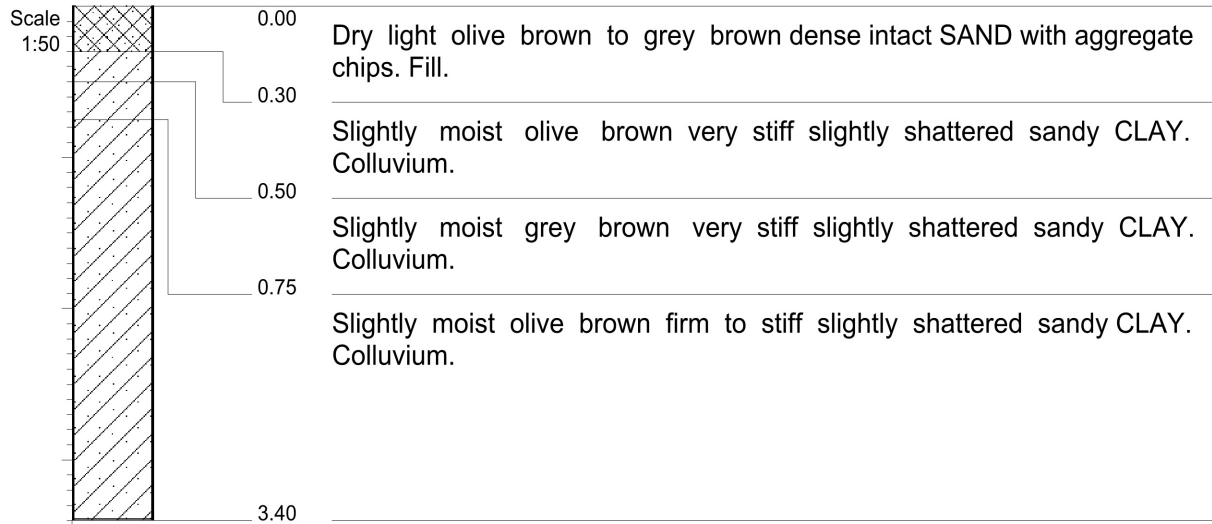 Scale
1:50
0.00
Dry light olive brown to grey brown dense intact SAND with aggregate
chips. Fill.
0.30
Slightly moist olive brown very stiff slightly shattered sandy CLAY.
Colluvium.
0.50
Slightly moist grey brown very stiff slightly shattered sandy CLAY.
Colluvium.
0.75
Slightly moist olive brown firm to stiff slightly shattered sandy CLAY.
Colluvium.
3.40